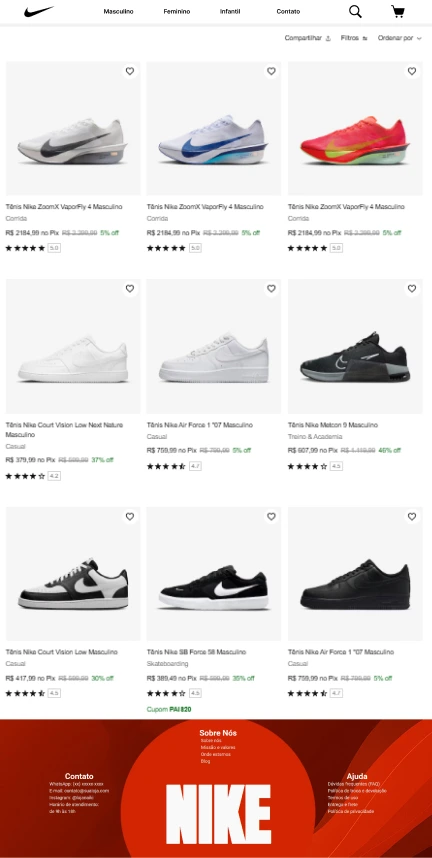 Masculino Feminino Infantil Contato
Compartilhar Filtros Ordenar por
Tênis Nike ZoomX VaporFly 4 Masculino
Corrida
R$ 2184,99 no Pix R$ 2.299,99 5% off
5.0
Tênis Nike ZoomX VaporFly 4 Masculino
Corrida
R$ 2184,99 no Pix R$ 2.299,99 5% off
5.0
Tênis Nike ZoomX VaporFly 4 Masculino
Corrida
R$ 2184,99 no Pix R$ 2.299,99 5% off
5.0
Tênis Nike Court Vision Low Next Nature
Masculino
Casual
R$ 379,99 no Pix R$ 599,99 37% off
4.2
Tênis Nike Air Force 1 '07 Masculino
Casual
R$ 759,99 no Pix R$ 799,99 5% off
4.7
Tênis Nike Metcon 9 Masculino
Treino & Academia
R$ 607,99 no Pix 46% off
4.5
Tênis Nike Court Vision Low Masculino
Casual
R$ 417,99 no Pix R$ 599,99 30% off
4.5
Tênis Nike SB Force 58 Masculino
Skateboarding
R$ 389,49 no Pix R$ 599,99 35% off
4.5
Cupom
Tênis Nike Air Force 1 '07 Masculino
Casual
R$ 759,99 no Pix R$ 799,99 5% off
4.7
Sobre Nós
Sobre nós
Missão e valores
Onde estamos
Blog
Contato
WhatsApp: (xx) xxxxx-xxxx
E-mail:
Instagram:
Horário de atendimento:
de 9h às 18h
NIKE
Ajuda
Dúvidas frequentes (FAQ)
Política de troca e devolução
Termos de uso
Entrega e frete
Política de privacidade